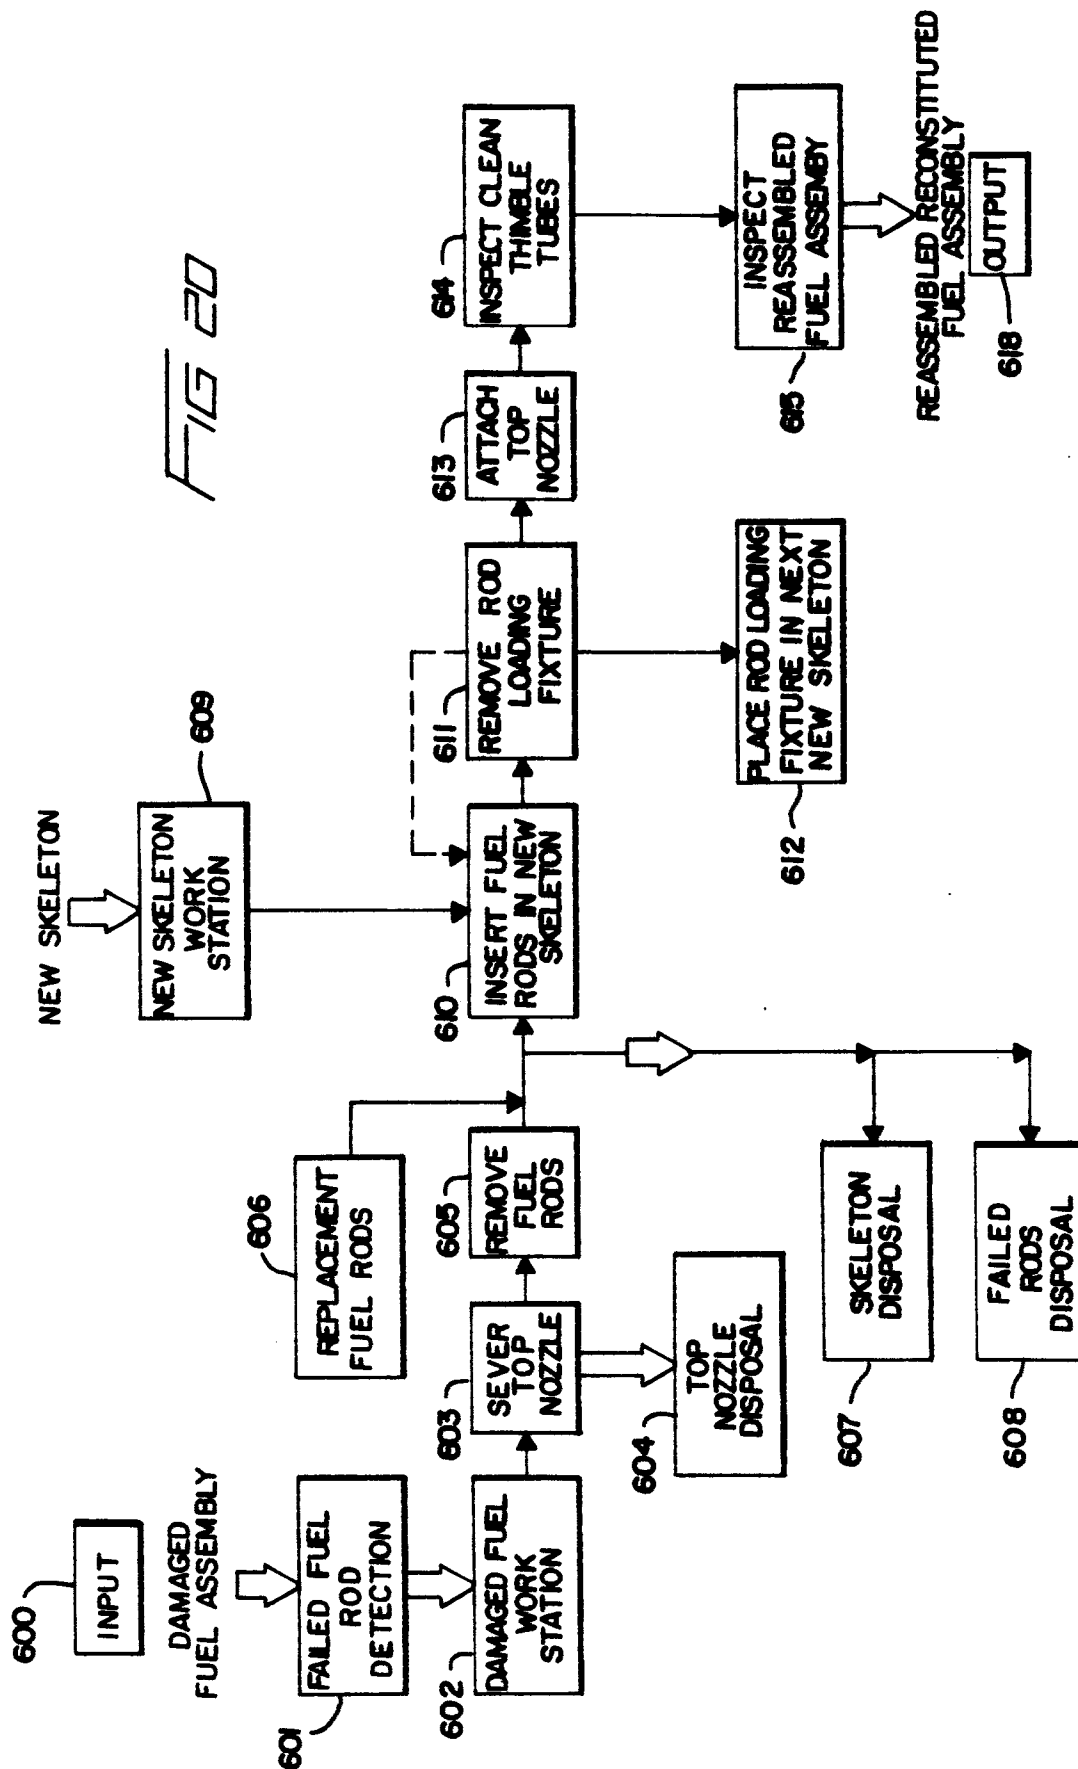 FIG 20
600
INPUT
DAMAGED
FUEL ASSEMBLY
601
FAILED FUEL
ROD
DETECTION
602
DAMAGED FUEL
WORK
STATION
603
SEVER
TOP
NOZZLE
604
TOP
NOZZLE
DISPOSAL
605
REMOVE
FUEL
RODS
606
REPLACEMENT
FUEL RODS
607
SKELETON
DISPOSAL
608
FAILED
RODS
DISPOSAL
NEW SKELETON
609
NEW SKELETON
WORK
STATION
610
INSERT FUEL
RODS IN NEW
SKELETON
611
REMOVE ROD
LOADING
FIXTURE
612
PLACE ROD LOADING
FIXTURE IN NEXT
NEW SKELETON
613
ATTACH
TOP
NOZZLE
614
INSPECT CLEAN
THIMBLE
TUBES
615
INSPECT
REASSEMBLED
FUEL ASSEMBY
REASSEMBLED RECONSTITUTED
FUEL ASSEMBLY
OUTPUT
618